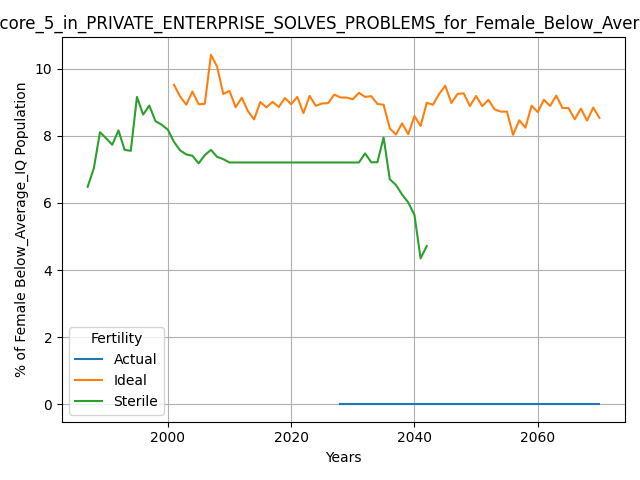 core_5_in_PRIVATE_ENTERPRISE_SOLVES_PROBLEMS_for_Female_Below_Aver
% of Female Below_Average_IQ Population
10
8
6
4
2
0
Fertility
Actual
Ideal
Sterile
2000 2020 2040 2060
Years